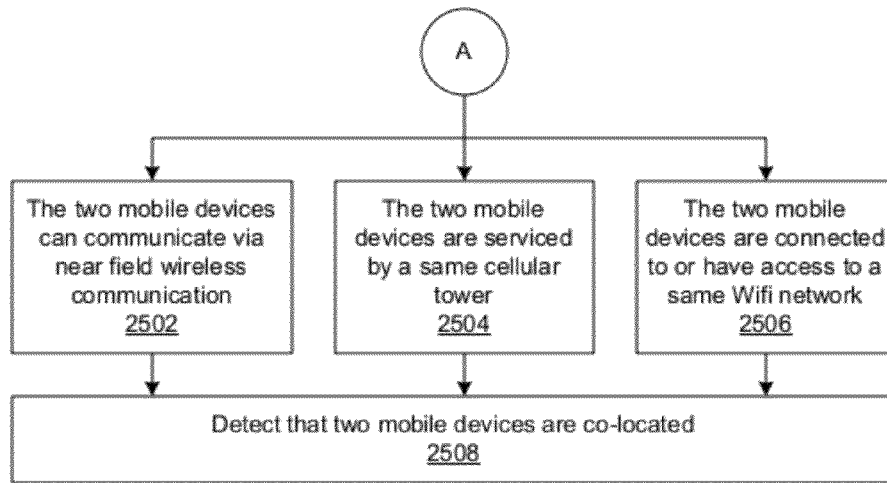 A
The two mobile devices
can communicate via
near field wireless
communication
2502
The two mobile
devices are serviced
by a same cellular
tower
2504
The two mobile
devices are connected
to or have access to a
same Wifi network
2506
Detect that two mobile devices are co-located
2508